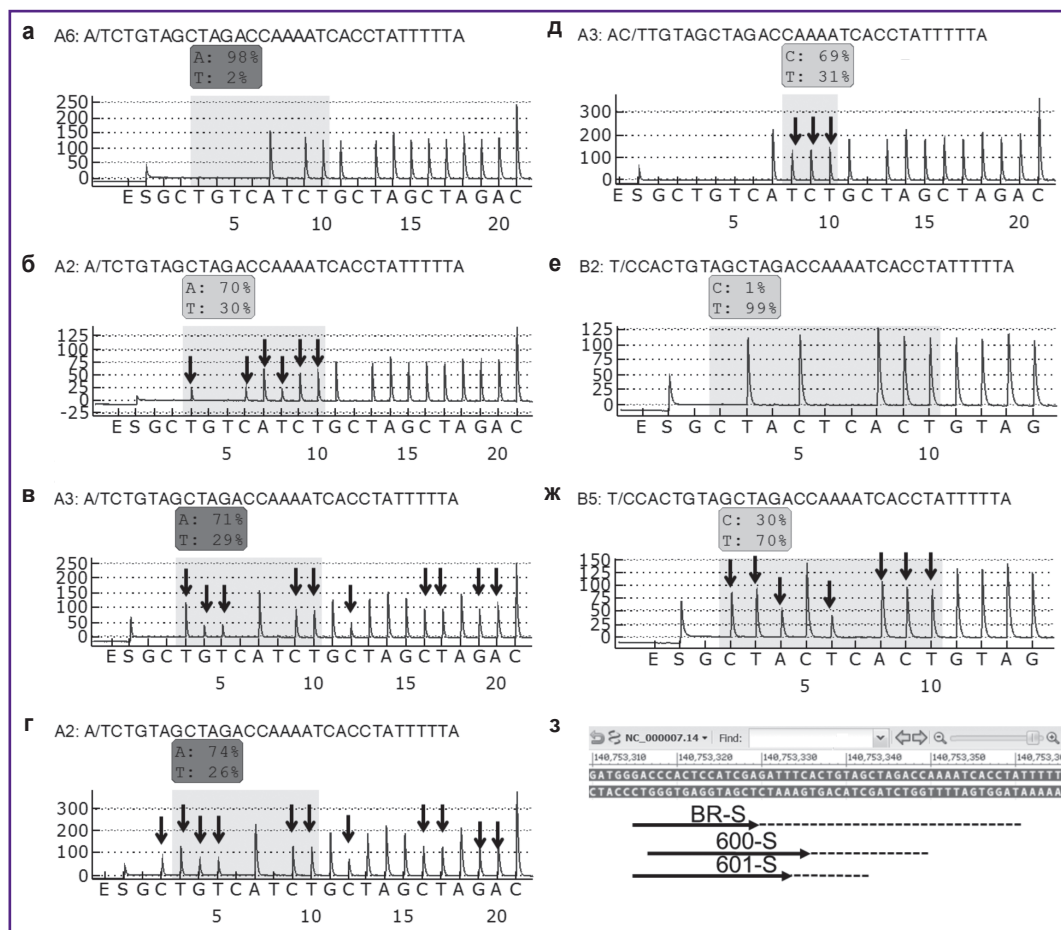 а A6: A/TCTGTAGCTAGACCAAAATCACCTATTTTTA
A: 98%
T: 2%
250
200
150
100
50
0
E S G C T G T C A T C T G C T A G C T A G A C
5 10 15 20
б A2: A/TCTGTAGCTAGACCAAAATCACCTATTTTTA
A: 70%
T: 30%
125
100
75
50
25
0
-25
E S G C T G T C A T C T G C T A G C T A G A C
5 10 15 20
в A3: A/TCTGTAGCTAGACCAAAATCACCTATTTTTA
A: 71%
T: 29%
250
200
150
100
50
0
E S G C T G T C A T C T G C T A G C T A G A C
5 10 15 20
г A2: A/TCTGTAGCTAGACCAAAATCACCTATTTTTA
A: 74%
T: 26%
300
200
100
0
E S G C T G T C A T C T G C T A G C T A G A C
5 10 15 20
д A3: AC/TTGTAGCTAGACCAAAATCACCTATTTTTA
C: 69%
T: 31%
300
200
100
0
E S G C T G T C A T C T G C T A G C T A G A C
5 10 15 20
е B2: T/CCACTGTAGCTAGACCAAAATCACCTATTTTTA
C: 1%
T: 99%
125
100
75
50
25
0
E S G C T A C T C A C T G T A G
5 10
ж B5: T/CCACTGTAGCTAGACCAAAATCACCTATTTTTA
C: 30%
T: 70%
150
100
75
50
25
0
E S G C T A C T C A C T G T A G
5 10
з
NC_000007.14 Find:
140,753,310 140,753,320 140,753,330 140,753,340 140,753,350
GATGGGACCCACTCCATCGAGATTTCACTGTAGCTAGACCAAAATCACCTATTTTT
CTACCCTGGGTGAGGTAGCTCTAAAGTGACATCGATCTGGTTTTAGTGGATAAAAA
BR-S
600-S
601-S